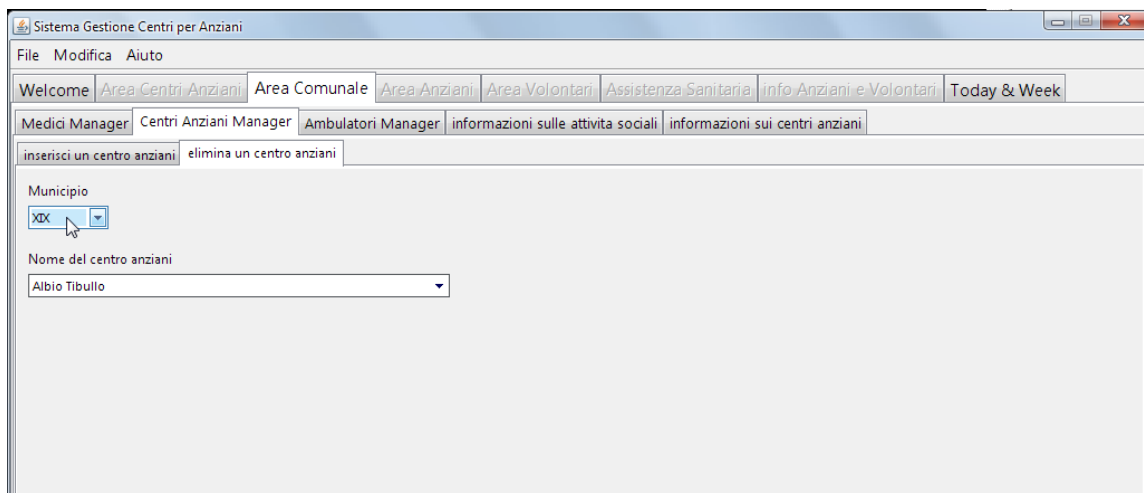 Sistema Gestione Centri per Anziani
File Modifica Aiuto
Welcome Area Centri Anziani Area Comunale Area Anziani Area Volontari Assistenza Sanitaria info Anziani e Volontari Today & Week
Medici Manager Centri Anziani Manager Ambulatori Manager informazioni sulle attivita sociali informazioni sui centri anziani
inserisci un centro anziani elimina un centro anziani
Municipio
XIX
Nome del centro anziani
Albio Tibullo